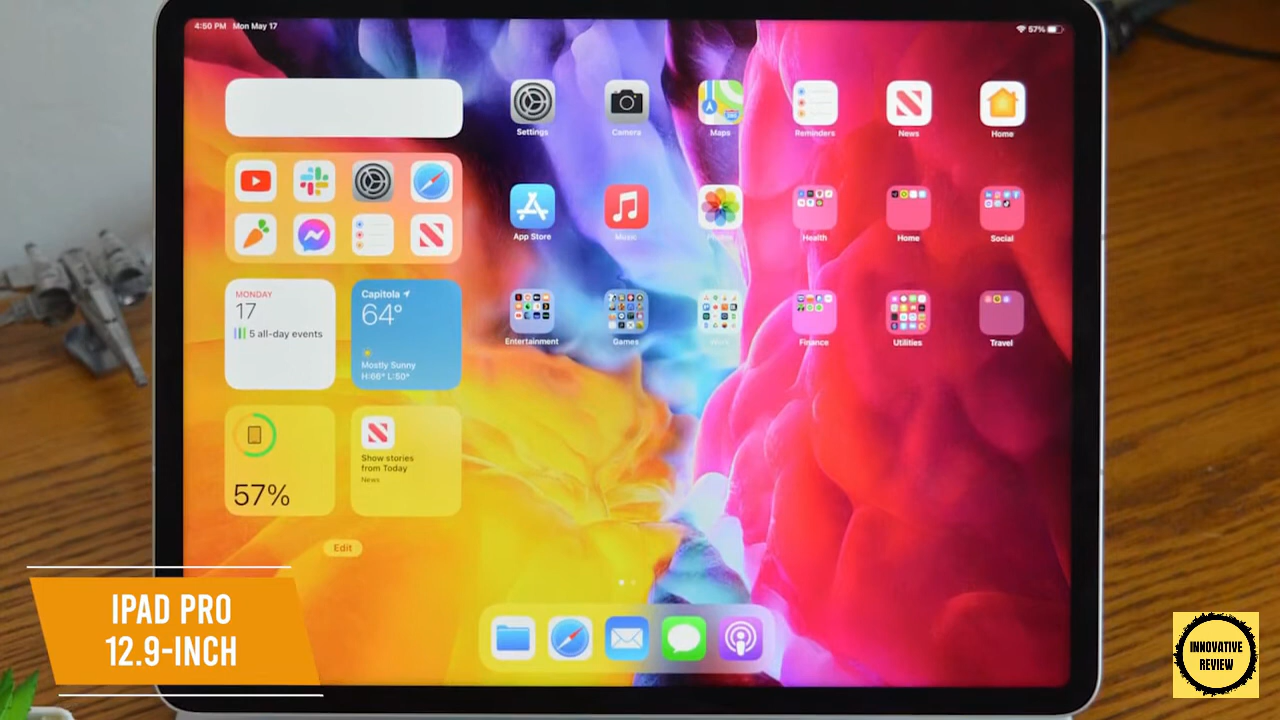 4:50 PM Mon May 17
57%
Settings
Camera
Maps
Reminders
News
Home
App Store
Music
Photos
Health
Home
Social
MONDAY
17
5 all-day events
Capitola
64°
Mostly Sunny
H:66° L:50°
Entertainment
Games
Work
Finance
Utilities
Travel
57%
Show stories
from Today
News
Edit
IPAD PRO
12.9-INCH
INNOVATIVE
REVIEW